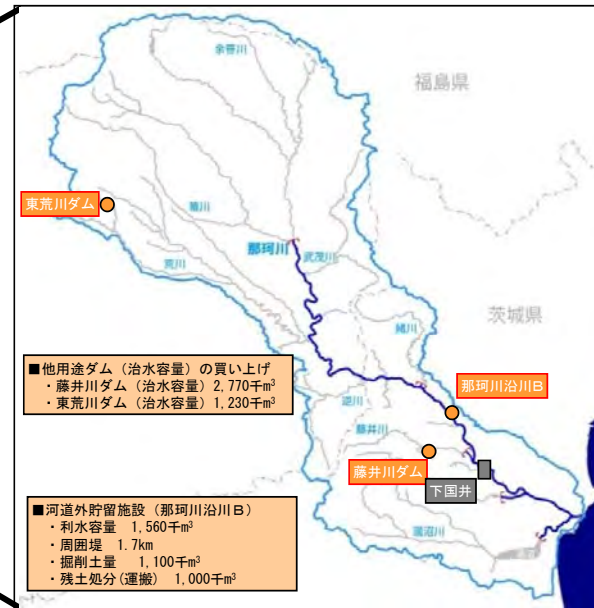 余笹川
福島県
東荒川ダム
箒川
那珂川
武茂川
荒川
茨城県
緒川
■他用途ダム（治水容量）の買い上げ
・藤井川ダム（治水容量）2,770千m³
・東荒川ダム（治水容量）1,230千m³
那珂川沿川B
逆川
藤井川
藤井川ダム
下国井
■河道外貯留施設（那珂川沿川B）
・利水容量 1,560千m³
・周囲堤 1.7km
・掘削土量 1,100千m³
・残土処分(運搬) 1,000千m³
涸沼川